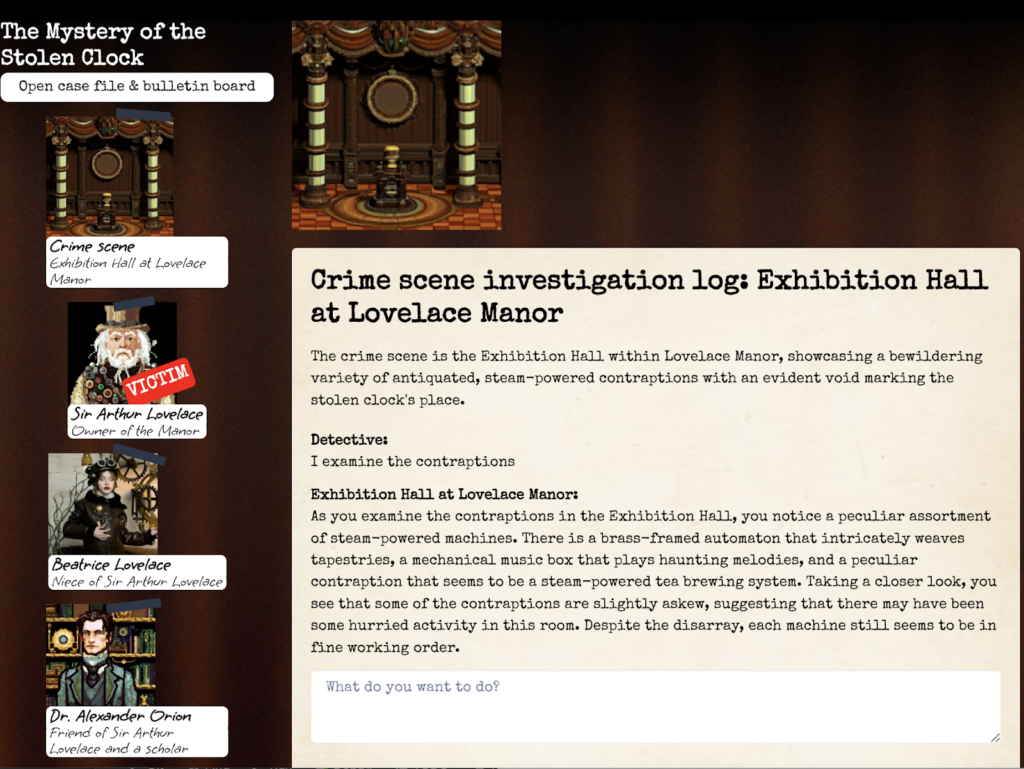 The Mystery of the
Stolen Clock
Open case file & bulletin board
Crime scene
Exhibition Hall at Lovelace
Manor
VICTIM
Sir Arthur Lovelace
Owner of the Manor
Beatrice Lovelace
Niece of Sir Arthur Lovelace
Dr. Alexander Orion
Friend of Sir Arthur
Lovelace and a scholar
Crime scene investigation log: Exhibition Hall
at Lovelace Manor
The crime scene is the Exhibition Hall within Lovelace Manor, showcasing a bewildering
variety of antiquated, steam-powered contraptions with an evident void marking the
stolen clock's place.
Detective:
I examine the contraptions
Exhibition Hall at Lovelace Manor:
As you examine the contraptions in the Exhibition Hall, you notice a peculiar assortment
of steam-powered machines. There is a brass-framed automaton that intricately weaves
tapestries, a mechanical music box that plays haunting melodies, and a peculiar
contraption that seems to be a steam-powered tea brewing system. Taking a closer look, you
see that some of the contraptions are slightly askew, suggesting that there may have been
some hurried activity in this room. Despite the disarray, each machine still seems to be in
fine working order.
What do you want to do?